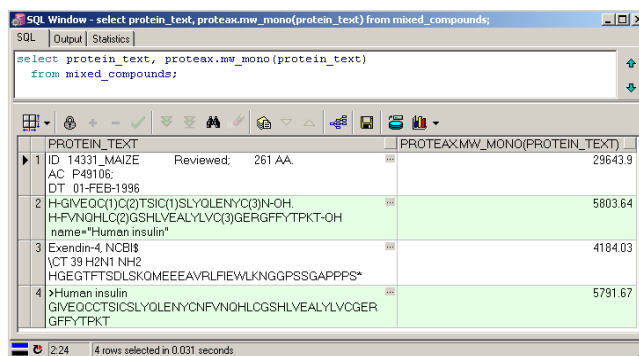 SQL Window - select protein_text, proteax.mw_mono(protein_text) from mixed_compounds;
SQL Output Statistics
select protein_text, proteax.mw_mono(protein_text)
from mixed_compounds;
PROTEIN_TEXT PROTEAX.MW_MONO(PROTEIN_TEXT)
1 ID 14331_MAIZE Reviewed; 261 AA. ... 29643.9
AC P49106;
DT 01-FEB-1996
2 H-GIVEQC(1)C(2)TSIC(1)SLYQLENYC(3)N-OH. ... 5803.64
H-FVNQHLC(2)GSHLVEALYLVC(3)GERGFFYTPKT-OH
name="Human insulin"
3 Exendin-4, NCBI$ ... 4184.03
\CT 39 H2N1 NH2
HGEGTFTSDLSKQMEEEAVRLFIEWLKNGGPSSGAPPPS*
4 >Human insulin ... 5791.67
GIVEQCCTSICSLYQLENYCNFVNQHLCGSHLVEALYLVCGER
GFFYTPKT
2:24 4 rows selected in 0.031 seconds